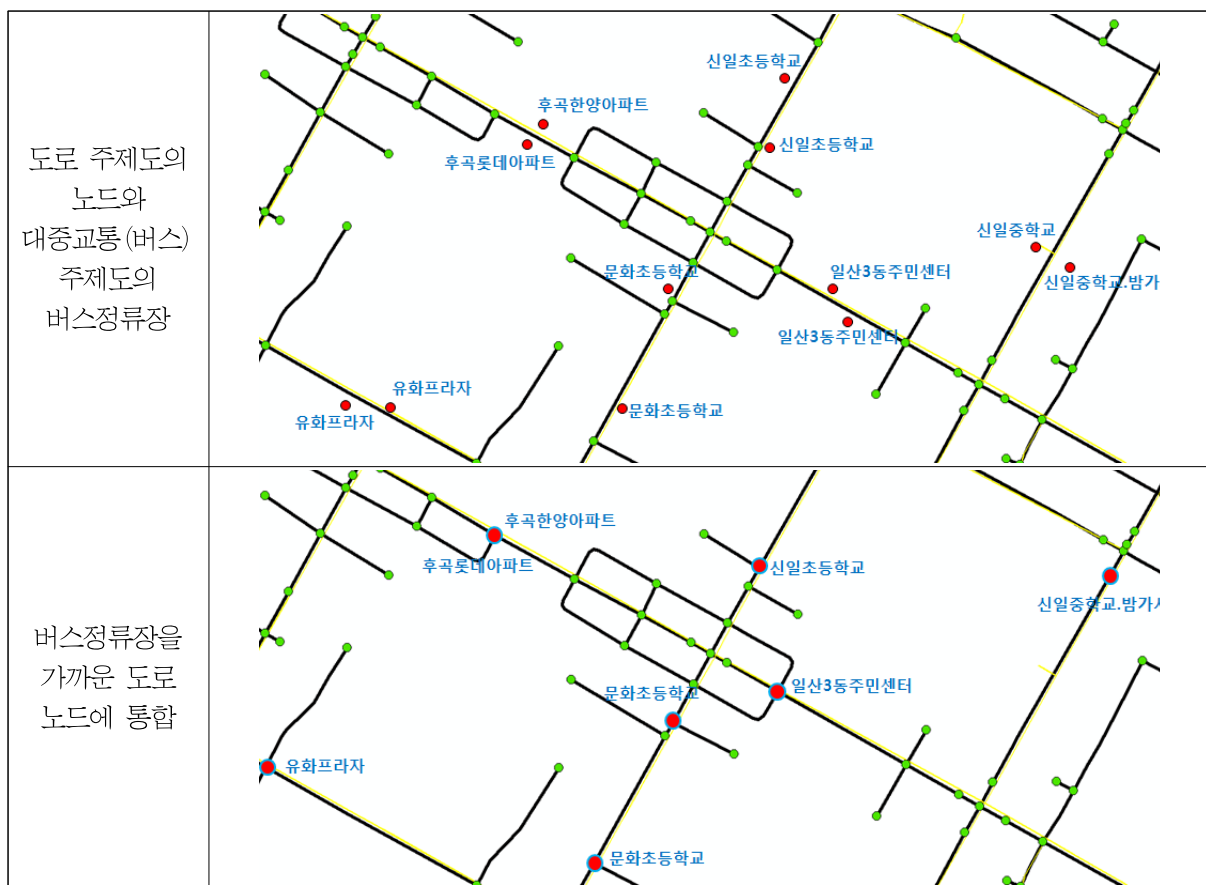 도로 주제도의
노드와
대중교통(버스)
주제도의
버스정류장
신일초등학교
후곡한양아파트
신일초등학교
후곡롯데아파트
신일중학교
문화초등학교
일산3동주민센터
신일중학교.밤가
일산3동주민센터
유화프라자
문화초등학교
유화프라자
버스정류장을
가까운 도로
노드에 통합
후곡한양아파트
후곡롯데아파트
신일초등학교
신일중학교.밤가시
문화초등학교
일산3동주민센터
유화프라자
문화초등학교